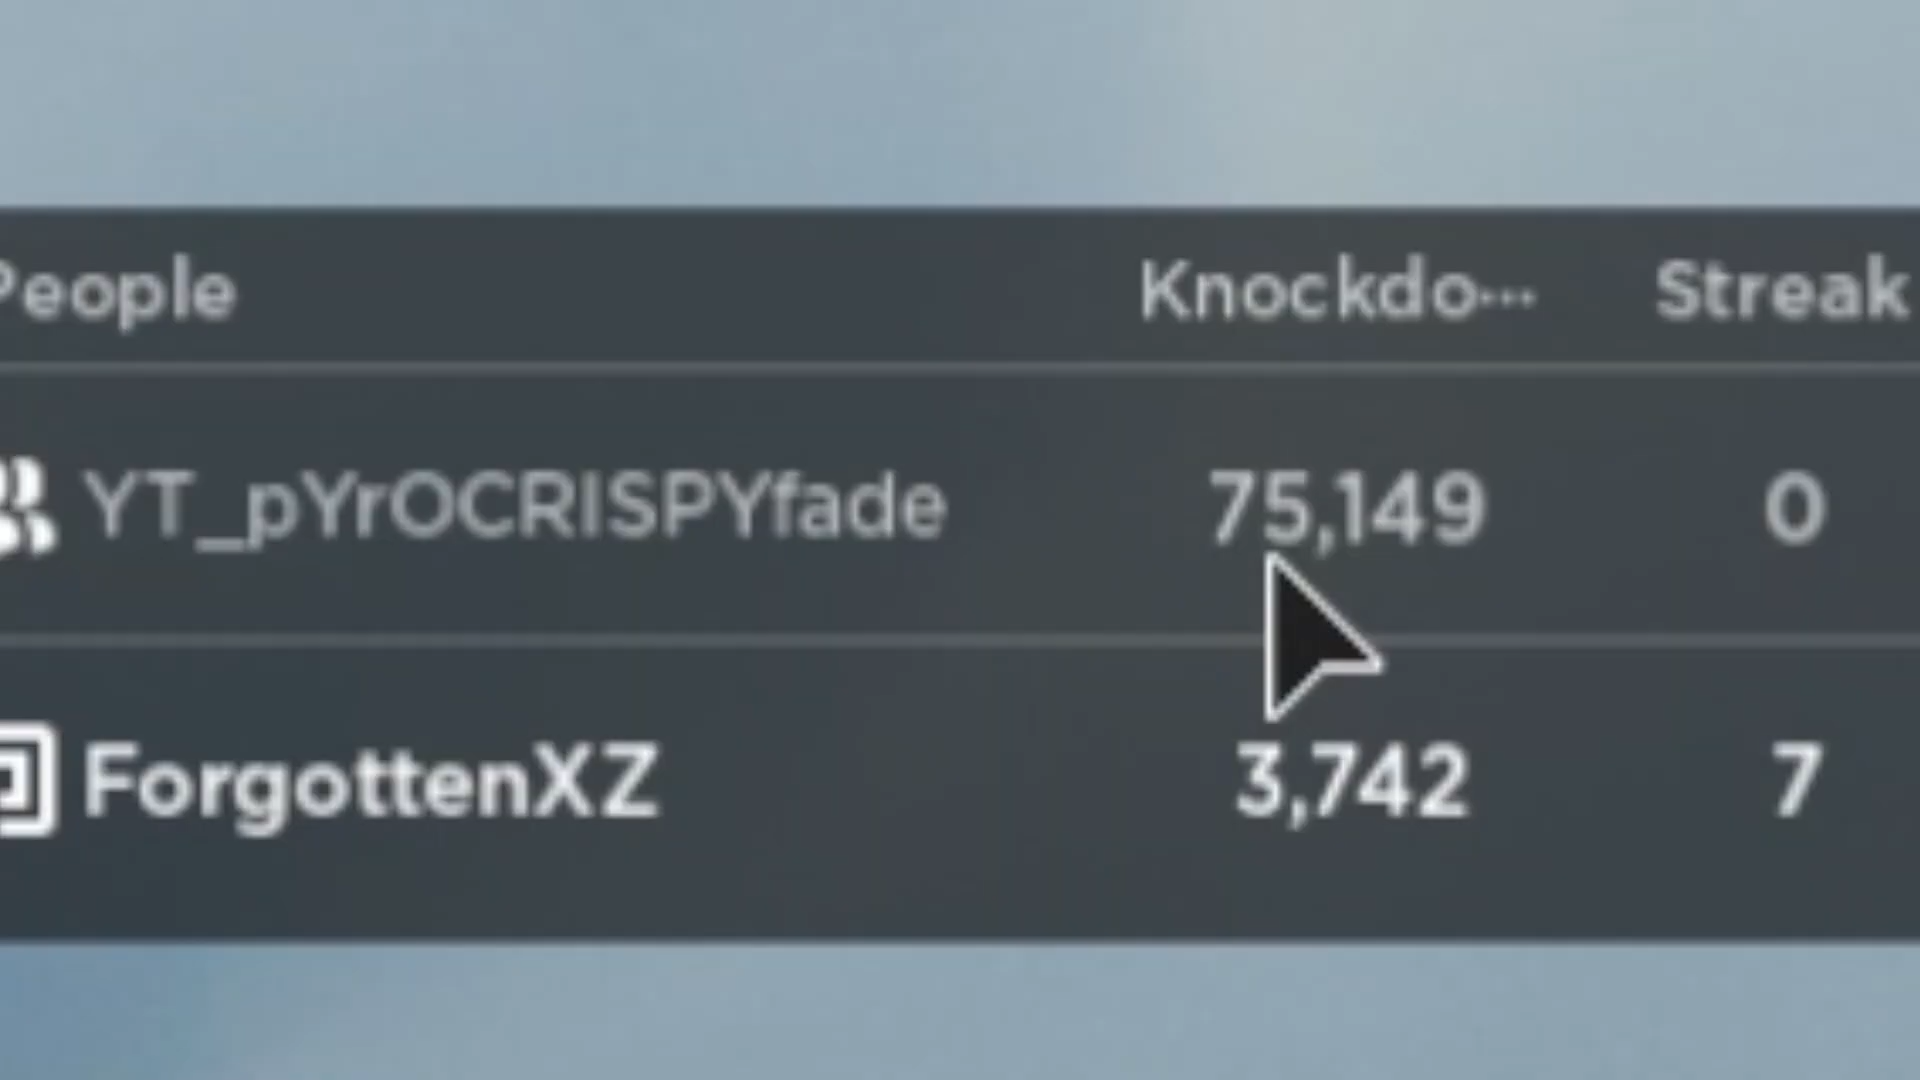 People Knockdo... Streak
YT_pYrOCRISPYfade 75,149 0
ForgottenXZ 3,742 7